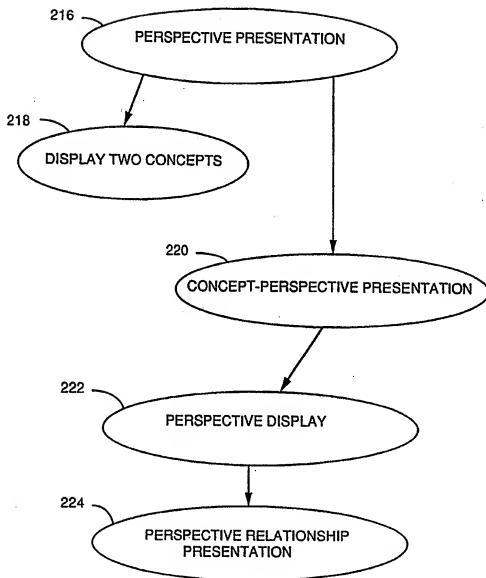 216
PERSPECTIVE PRESENTATION
218
DISPLAY TWO CONCEPTS
220
CONCEPT-PERSPECTIVE PRESENTATION
222
PERSPECTIVE DISPLAY
224
PERSPECTIVE RELATIONSHIP
PRESENTATION